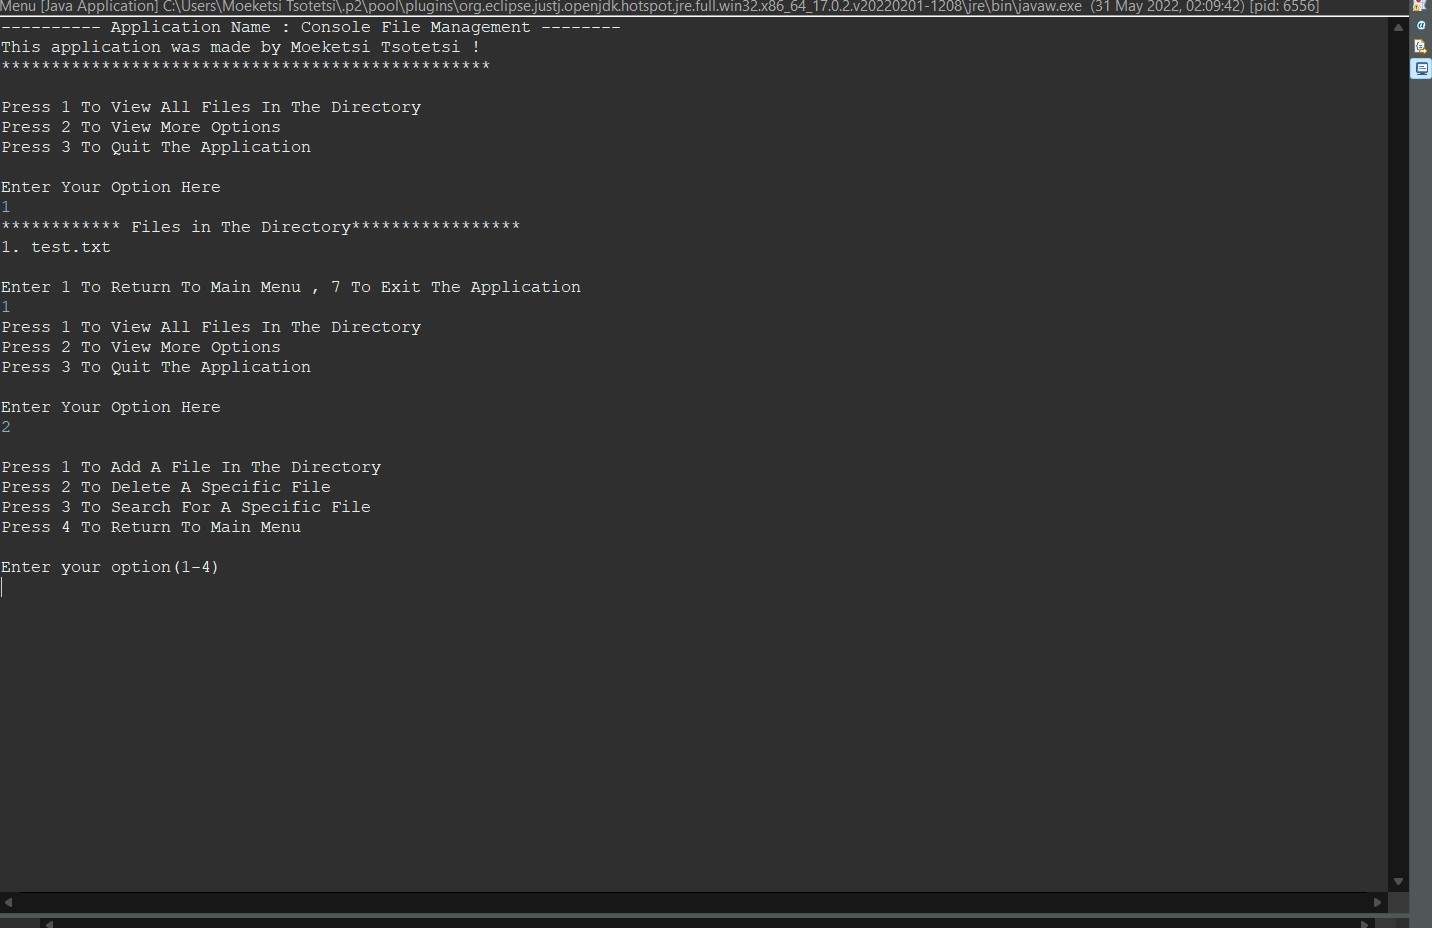 Menu [Java Application] C:\Users\Moeketsi Tsotetsi\.p2\pool\plugins\org.eclipse.justj.openjdk.hotspot.jre.full.win32.x86_64_17.0.2.v20220201-1208\jre\bin\javaw.exe (31 May 2022, 02:09:42) [pid: 6556]
---------- Application Name : Console File Management --------
This application was made by Moeketsi Tsotetsi !
*************************************************
Press 1 To View All Files In The Directory
Press 2 To View More Options
Press 3 To Quit The Application
Enter Your Option Here
1
************ Files in The Directory*****************
1. test.txt
Enter 1 To Return To Main Menu , 7 To Exit The Application
1
Press 1 To View All Files In The Directory
Press 2 To View More Options
Press 3 To Quit The Application
Enter Your Option Here
2
Press 1 To Add A File In The Directory
Press 2 To Delete A Specific File
Press 3 To Search For A Specific File
Press 4 To Return To Main Menu
Enter your option(1-4)